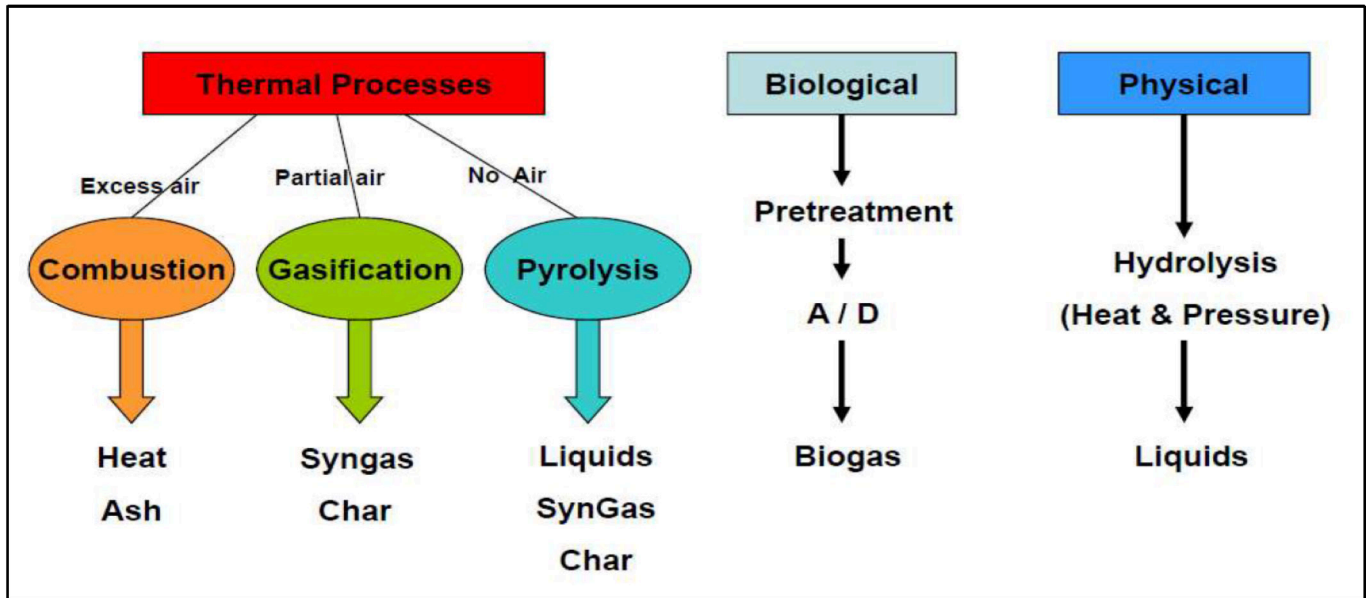 Thermal Processes
Biological
Physical
Excess air
Partial air
No Air
Combustion
Gasification
Pyrolysis
Pretreatment
A / D
Hydrolysis
(Heat & Pressure)
Heat
Ash
Syngas
Char
Liquids
SynGas
Char
Biogas
Liquids